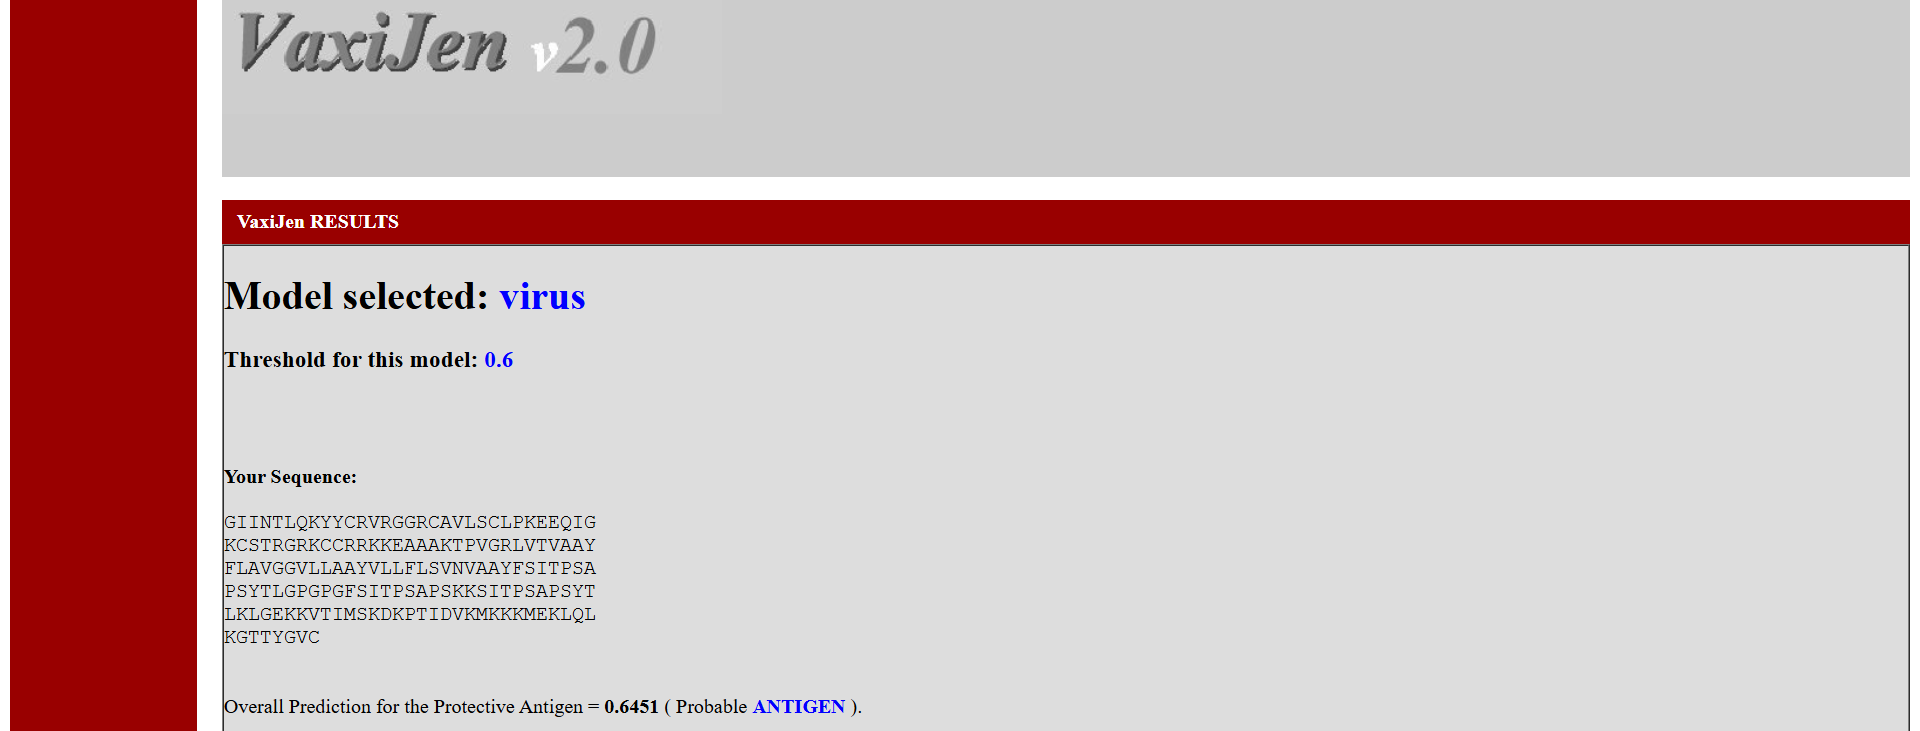 VaxiJen v2.0
VaxiJen RESULTS
Model selected: virus
Threshold for this model: 0.6
Your Sequence:
GIINTLQKYYCRVRGGRCAVLSCLPKEEQIG
KCSTRGRKCCRRKKEAAAKTPVGRLVTVAAY
FLAVGGVLLAAYVLLFLSVNVAAYFSITPSA
PSYTLGPGPGFSITPSAPSKKSITPSAPSYT
LKLGEKKVTIMSKDKPTIDVKMKKKMEKLQL
KGTTYGVC
Overall Prediction for the Protective Antigen = 0.6451 ( Probable ANTIGEN ).